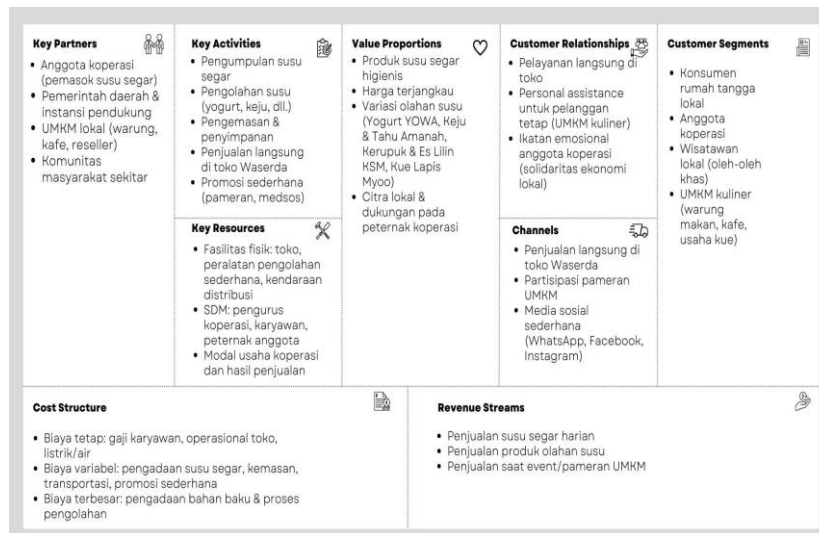 Key Partners
• Anggota koperasi
(pemasok susu segar)
• Pemerintah daerah &
instansi pendukung
• UMKM lokal (warung,
kafe, reseller)
• Komunitas
masyarakat sekitar
Key Activities
• Pengumpulan susu
segar
• Pengolahan susu
(yogurt, keju, dll.)
• Pengemasan &
penyimpanan
• Penjualan langsung
di toko Waserda
• Promosi sederhana
(pameran, medsos)
Key Resources
• Fasilitas fisik: toko,
peralatan pengolahan
sederhana, kendaraan
distribusi
• SDM: pengurus
koperasi, karyawan,
peternak anggota
• Modal usaha koperasi
dan hasil penjualan
Value Proportions
• Produk susu segar
higienis
• Harga terjangkau
• Variasi olahan susu
(Yogurt YOWA, Keju
& Tahu Amanah,
Kerupuk & Es Lilin
KSM, Kue Lapis
Myoo)
• Citra lokal &
dukungan pada
peternak koperasi
Customer Relationships
• Pelayanan langsung di
toko
• Personal assistance
untuk pelanggan
tetap (UMKM kuliner)
• Ikatan emosional
anggota koperasi
(solidaritas ekonomi
lokal)
Channels
• Penjualan langsung di
toko Waserda
• Partisipasi pameran
UMKM
• Media sosial
sederhana
(WhatsApp, Facebook,
Instagram)
Customer Segments
• Konsumen
rumah tangga
lokal
• Anggota
koperasi
• Wisatawan
lokal (oleh-oleh
khas)
• UMKM kuliner
(warung
makan, kafe,
usaha kue)
Cost Structure
• Biaya tetap: gaji karyawan, operasional toko,
listrik/air
• Biaya variabel: pengadaan susu segar, kemasan,
transportasi, promosi sederhana
• Biaya terbesar: pengadaan bahan baku & proses
pengolahan
Revenue Streams
• Penjualan susu segar harian
• Penjualan produk olahan susu
• Penjualan saat event/pameran UMKM